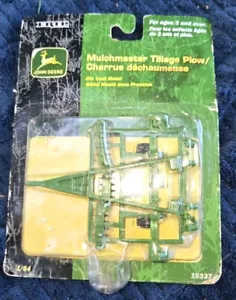 ERTL
For ages 3 and over.
Pour les enfants âgés
de 3 ans et plus.
JOHN DEERE
Mulchmaster Tillage Plow/
Charrue déchaumeuse
Die Cast Metal
Métal Moulé sous Pression
1/64
15337